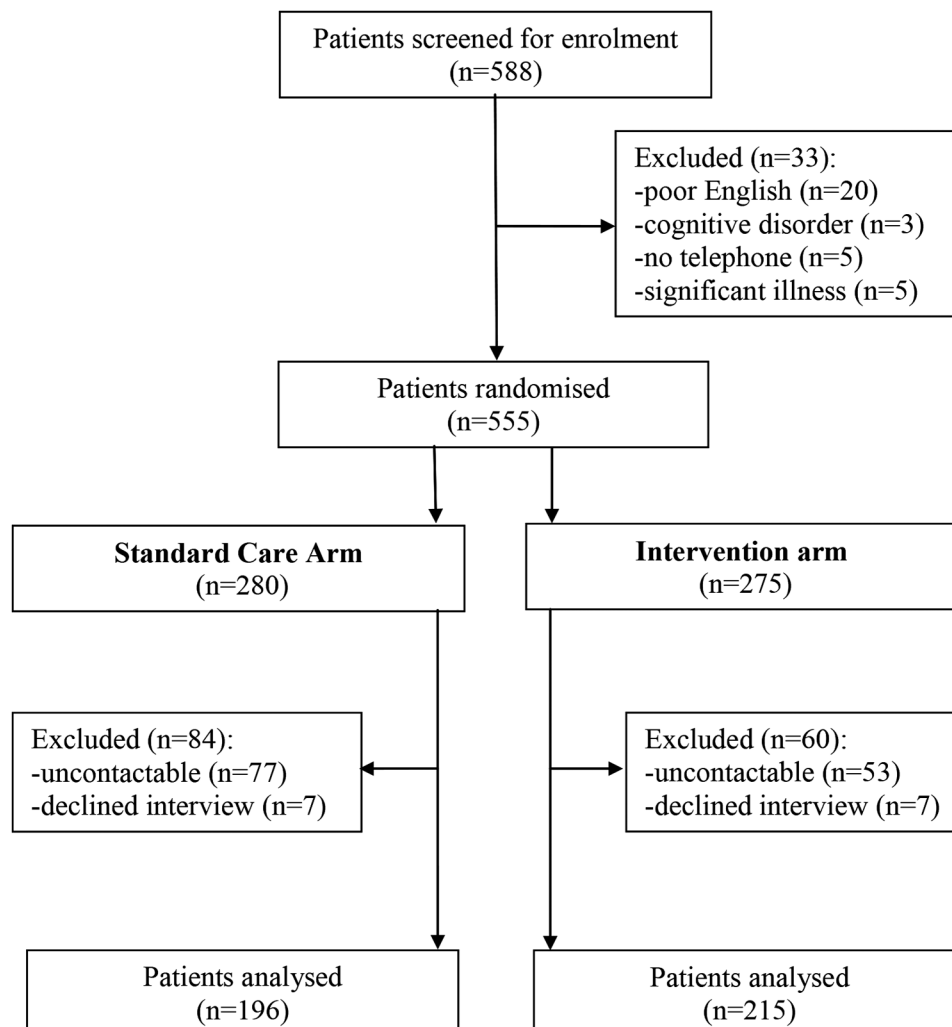 Patients screened for enrolment
(n=588)
Excluded (n=33):
-poor English (n=20)
-cognitive disorder (n=3)
-no telephone (n=5)
-significant illness (n=5)
Patients randomised
(n=555)
Standard Care Arm
(n=280)
Intervention arm
(n=275)
Excluded (n=84):
-uncontactable (n=77)
-declined interview (n=7)
Excluded (n=60):
-uncontactable (n=53)
-declined interview (n=7)
Patients analysed
(n=196)
Patients analysed
(n=215)